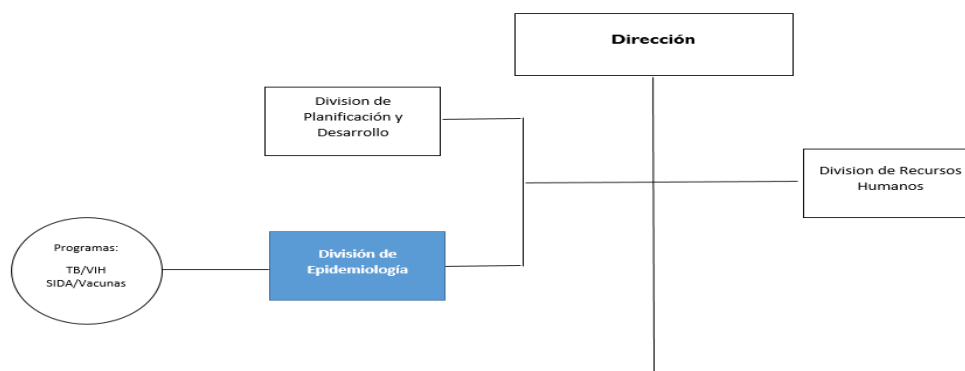 Dirección
Division de
Planificación y
Desarrollo
Division de Recursos
Humanos
Programas:
TB/VIH
SIDA/Vacunas
División de
Epidemiología